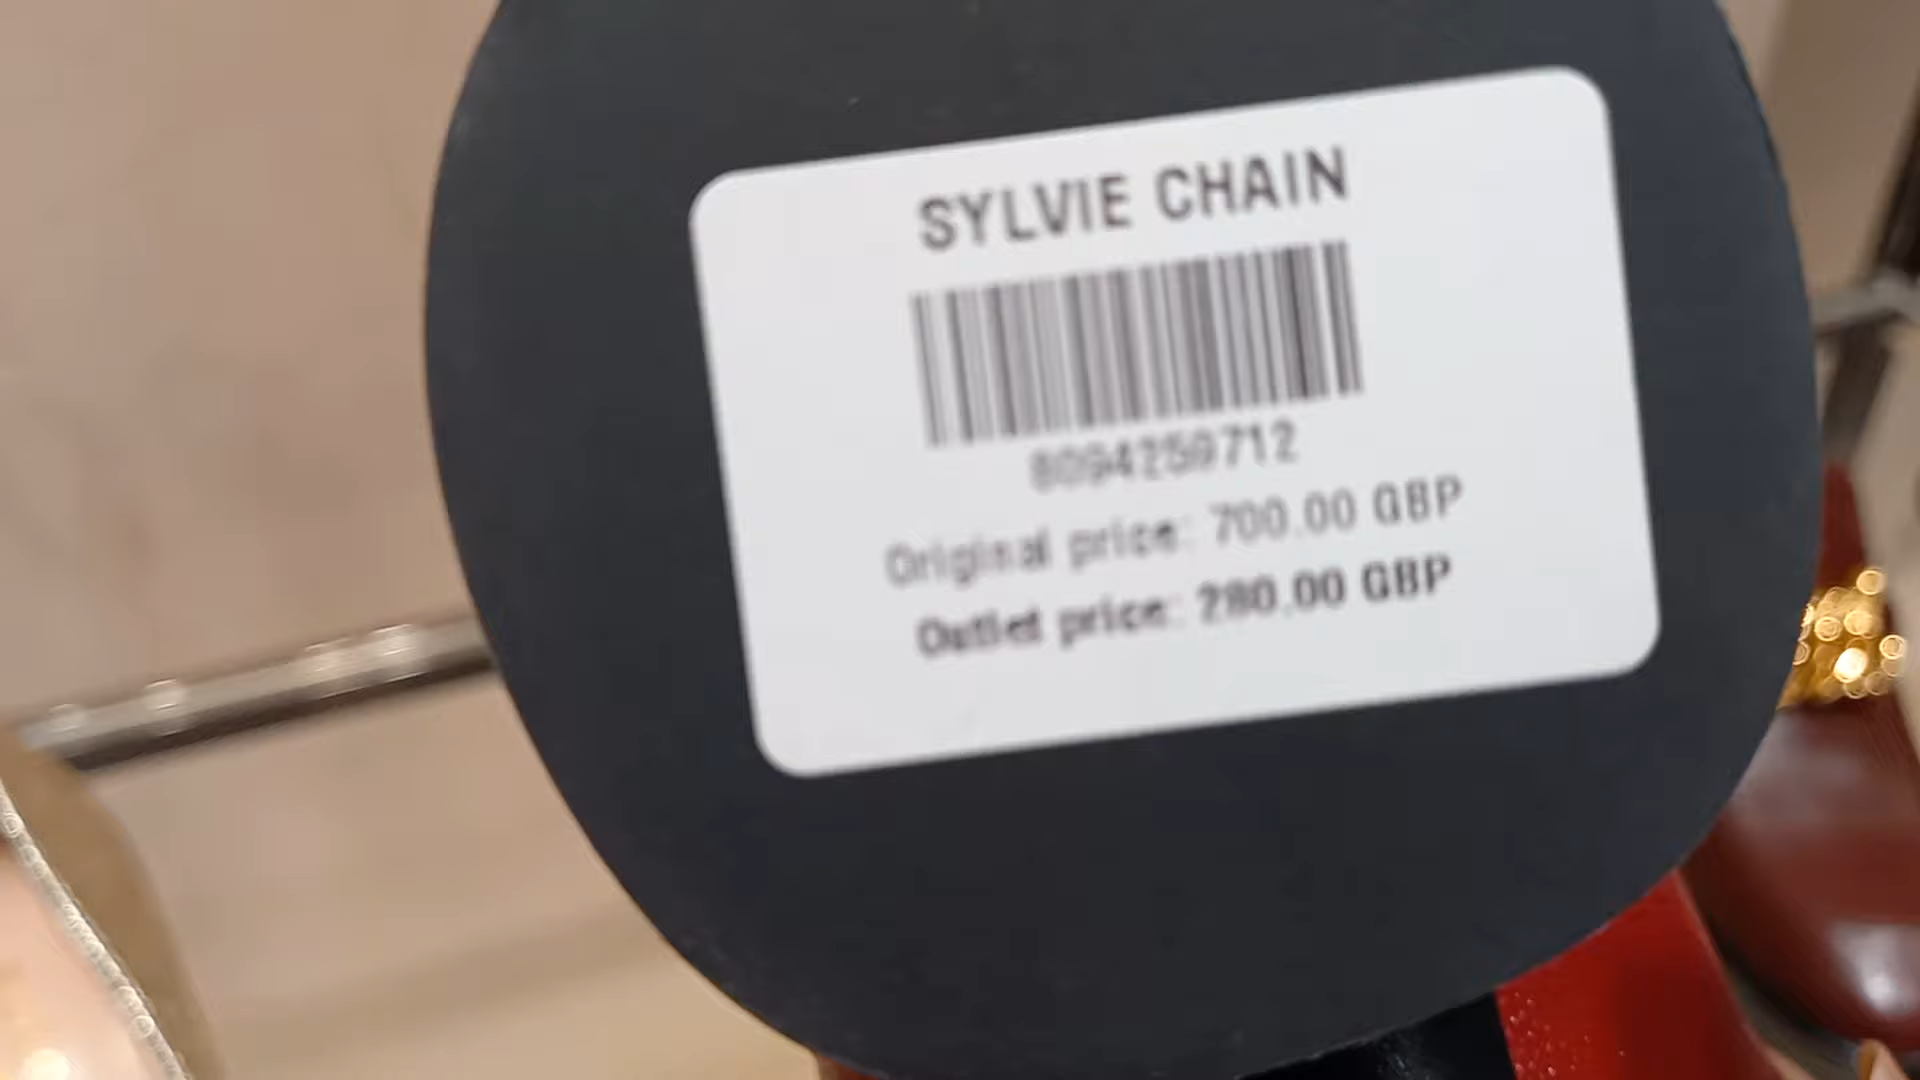 SYLVIE CHAIN
8094259712
Original price: 700.00 GBP
Outlet price: 280.00 GBP